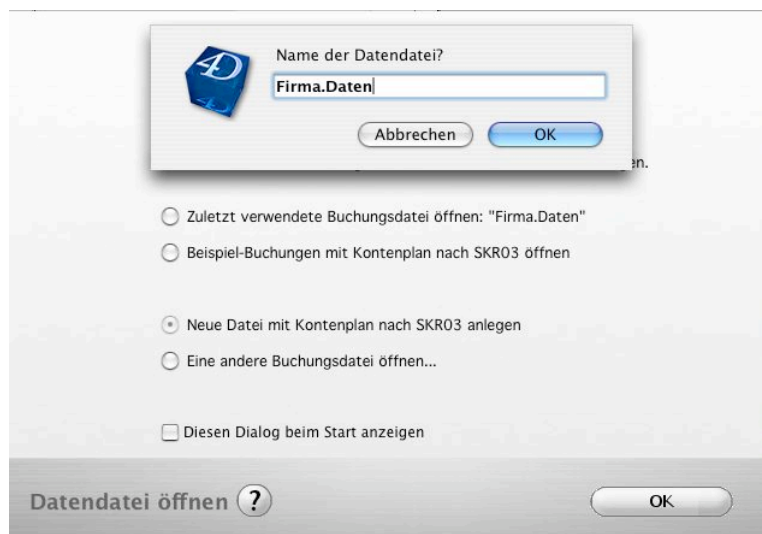 4D
Name der Datendatei?
Firma.Daten
Abbrechen
OK
Zuletzt verwendete Buchungsdatei öffnen: "Firma.Daten"
Beispiel-Buchungen mit Kontenplan nach SKR03 öffnen
Neue Datei mit Kontenplan nach SKR03 anlegen
Eine andere Buchungsdatei öffnen...
Diesen Dialog beim Start anzeigen
Datendatei öffnen ?
OK